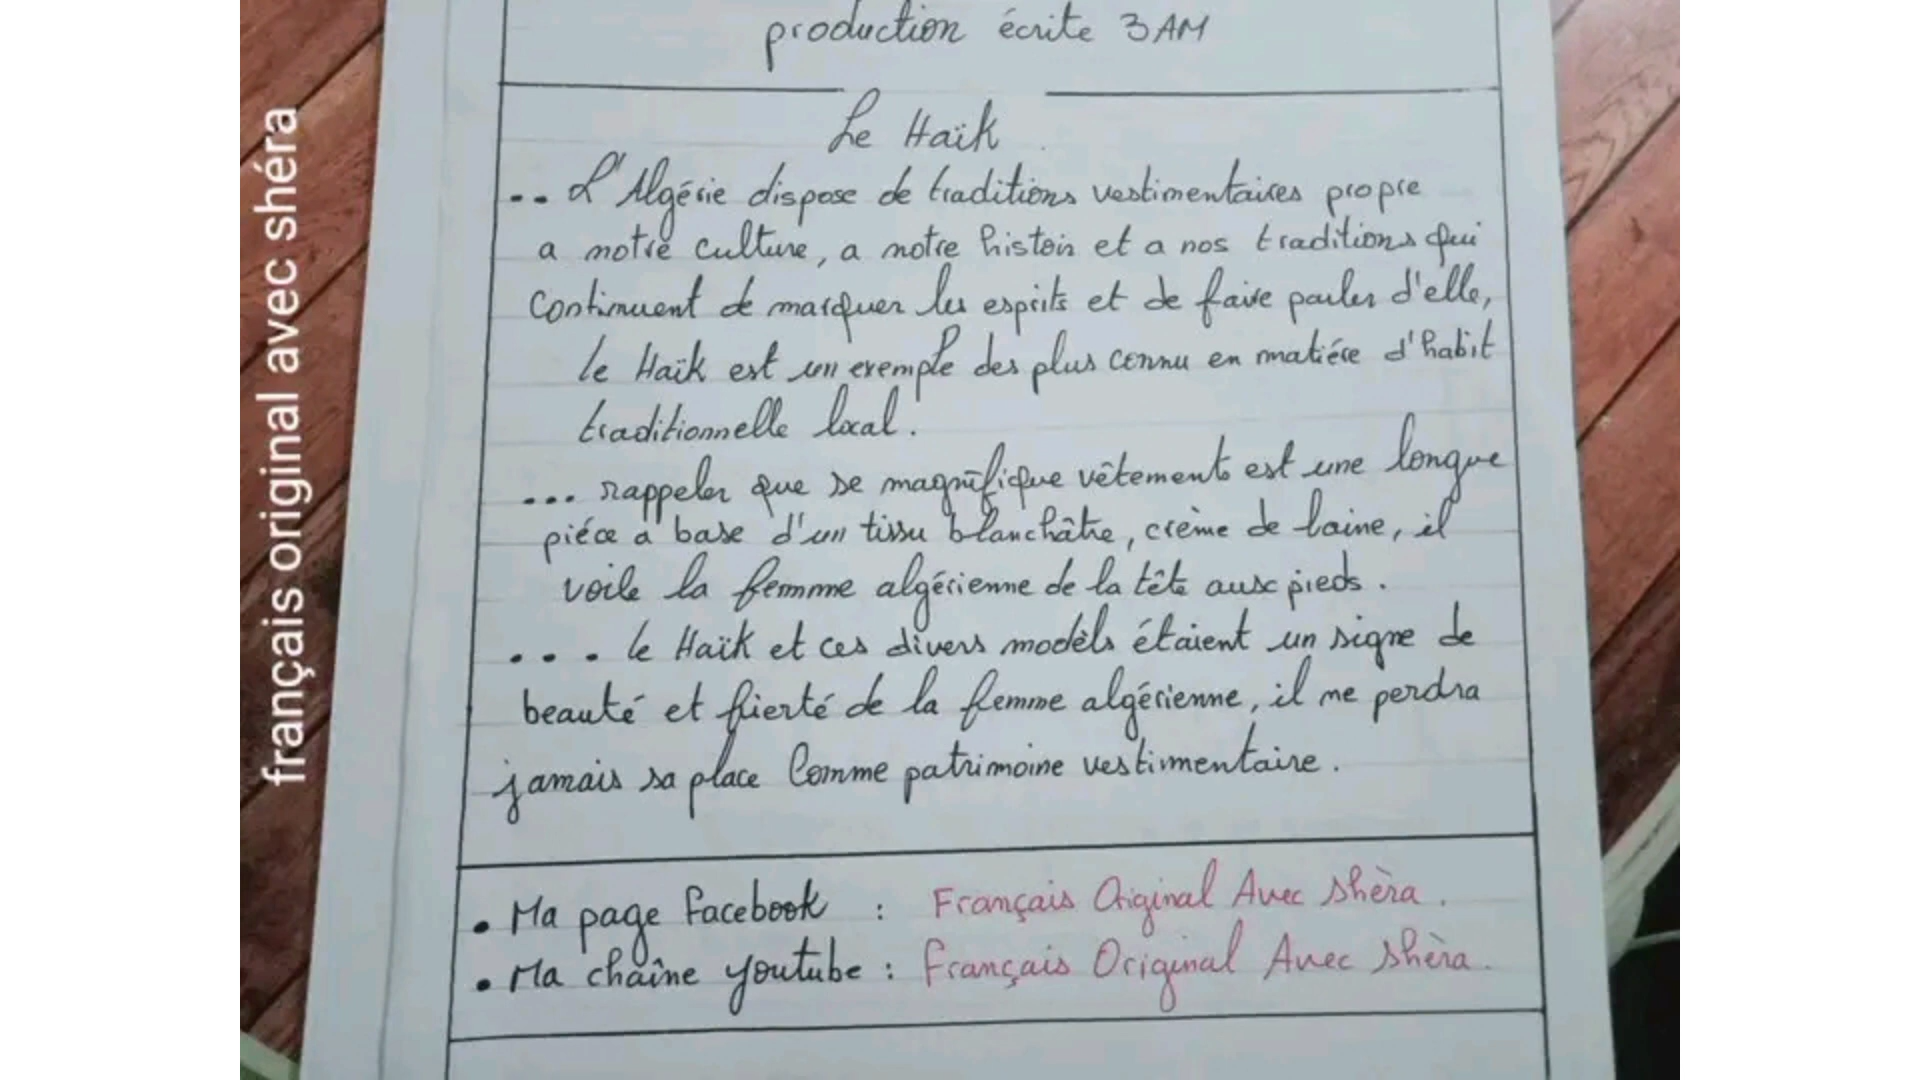 production écrite 3 AM
Le Haïk
.. L'Algérie dispose de traditions vestimentaires propre
a notre culture, a notre histoir et a nos traditions qui
continuent de marquer les esprits et de faire parler d'elle,
le Haïk est un exemple des plus connu en matiére d'habit
traditionnelle local.
... rappeler que se magnifique vêtements est une longue
piéce a base d'un tissu blanchâtre, crème de laine, il
voile la femme algérienne de la tête aux pieds.
.... le Haïk et ces divers modèls étaient un signe de
beauté et fierté de la femme algérienne, il ne perdra
jamais sa place Comme patrimoine vestimentaire.
• Ma page Facebook : Français Original Avec shèra.
• Ma chaîne youtube : Français Original Avec shèra.
français original avec shéra